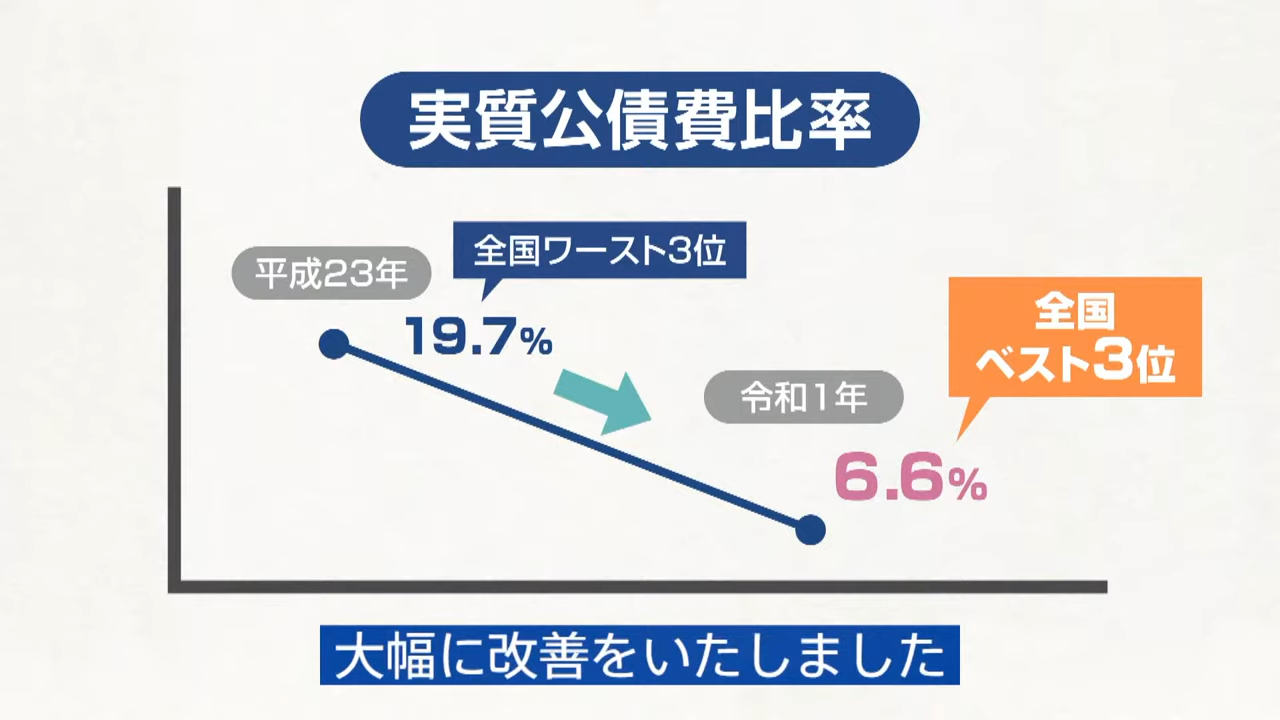 実質公債費比率
全国ワースト3位
平成23年
19.7%
全国
ベスト3位
令和1年
6.6%
大幅に改善をいたしました